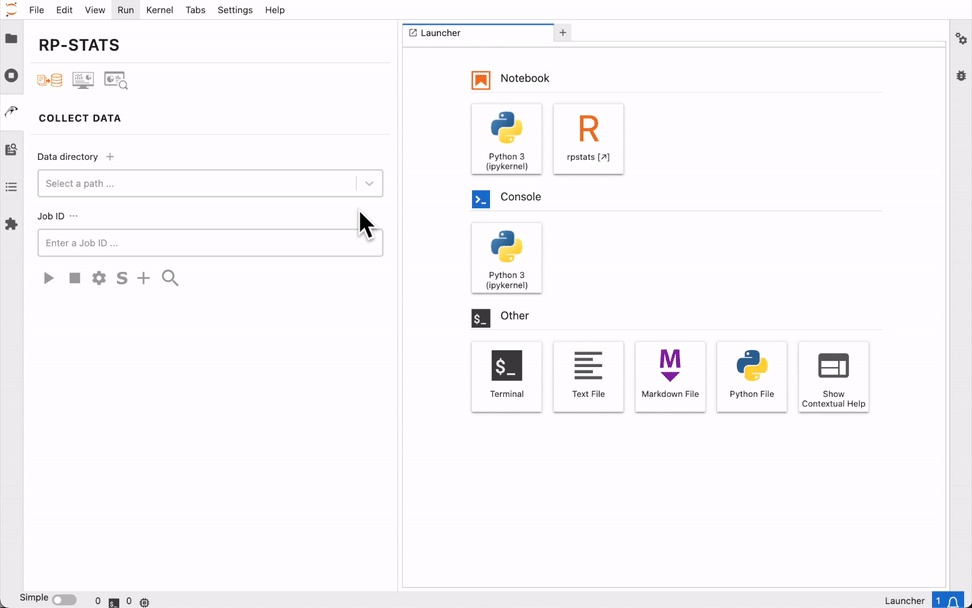 File Edit View Run Kernel Tabs Settings Help
RP-STATS
COLLECT DATA
Data directory +
Select a path ...
Job ID ...
Enter a Job ID ...
S
Launcher
+
Notebook
Python 3
(ipykernel)
R
rpstats [↗]
>_ Console
Python 3
(ipykernel)
$_ Other
$_
Terminal
Text File
M
Markdown File
Python File
Show
Contextual Help
Simple 0 $_ 0
Launcher 1